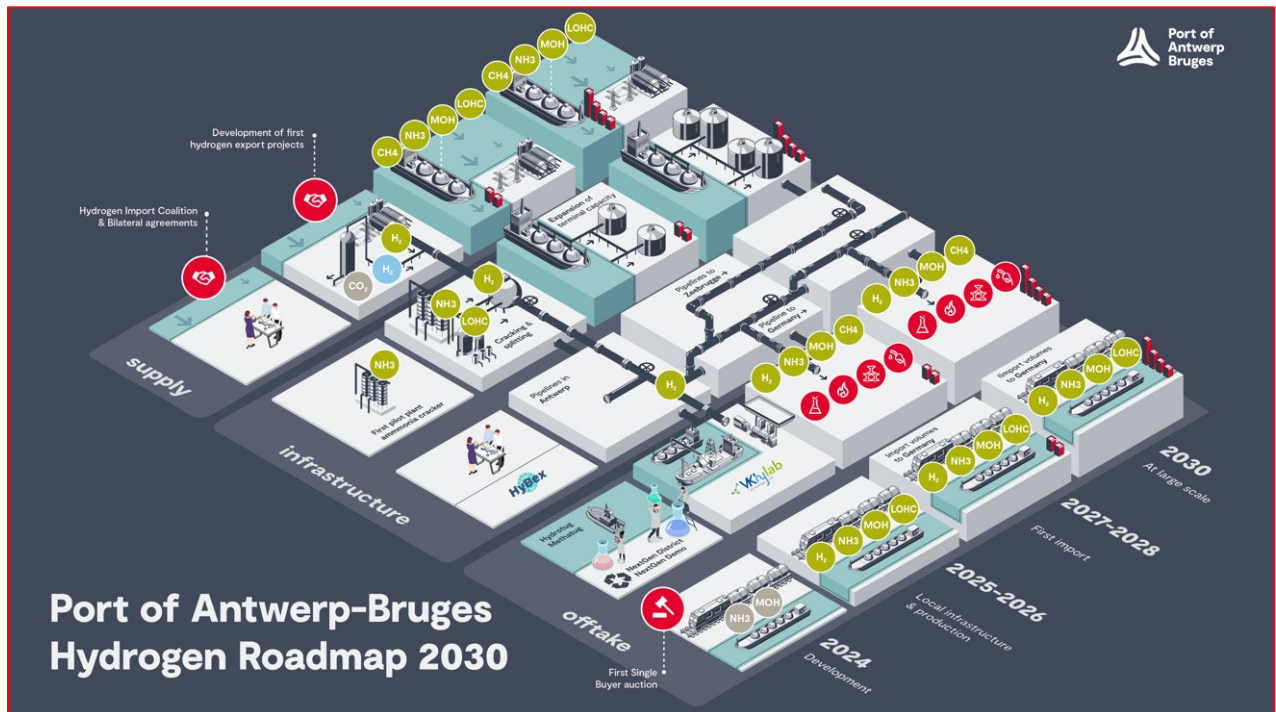 Port of
Antwerp
Bruges
LOHC
MOH
NH3
CH4
LOHC
MOH
NH3
CH4
Development of first
hydrogen export projects
Hydrogen Import Coalition
& Bilateral agreements
H₂
H₂
CO₂
Expansion of
terminal capacity
H₂
NH3
LOHC
Cracking &
splitting
Pipelines to
Zeebrugge →
Pipeline to
Germany →
CH4
MOH
NH3
H₂
CH4
MOH
NH3
H₂
NH3
First pilot plant
ammmonia cracker
Pipelines in
Antwerp
H₂
HyBex
VKhylab
Hydrotug
Methatug
NextGen District
NextGen Demo
Iimport volumes
to Germany
LOHC
MOH
NH3
H₂
Import volumes
to Germany
LOHC
MOH
NH3
H₂
LOHC
MOH
NH3
H₂
MOH
NH3
supply
infrastructure
offtake
First Single
Buyer auction
2030
At large scale
2027-2028
First import
2025-2026
Local infrastructure
& production
2024
Development
Port of Antwerp-Bruges
Hydrogen Roadmap 2030